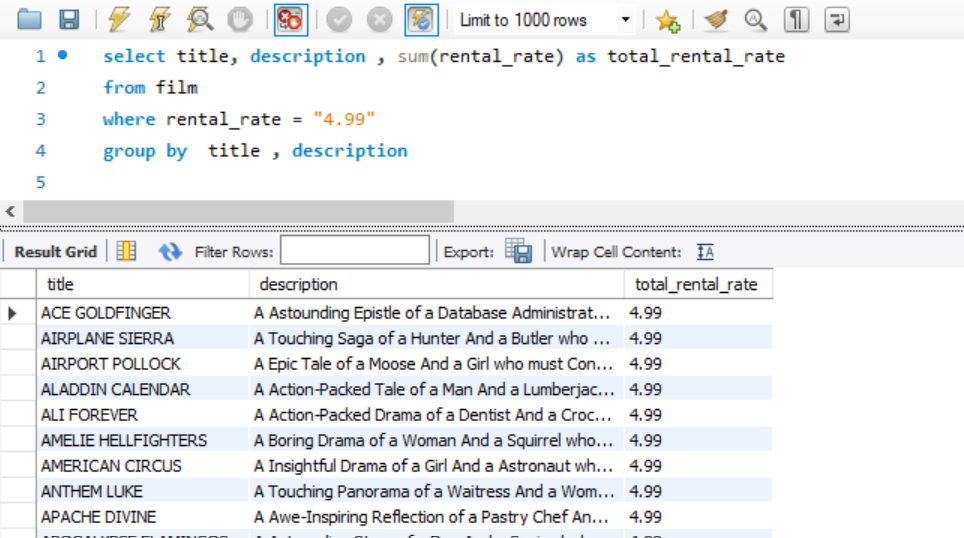 Limit to 1000 rows
1 select title, description , sum(rental_rate) as total_rental_rate
2 from film
3 where rental_rate = "4.99"
4 group by title , description
5
Result Grid Filter Rows: Export: Wrap Cell Content: IA
title description total_rental_rate
ACE GOLDFINGER A Astounding Epistle of a Database Administrat... 4.99
AIRPLANE SIERRA A Touching Saga of a Hunter And a Butler who ... 4.99
AIRPORT POLLOCK A Epic Tale of a Moose And a Girl who must Con... 4.99
ALADDIN CALENDAR A Action-Packed Tale of a Man And a Lumberjac... 4.99
ALI FOREVER A Action-Packed Drama of a Dentist And a Croc... 4.99
AMELIE HELLFIGHTERS A Boring Drama of a Woman And a Squirrel who... 4.99
AMERICAN CIRCUS A Insightful Drama of a Girl And a Astronaut wh... 4.99
ANTHEM LUKE A Touching Panorama of a Waitress And a Wom... 4.99
APACHE DIVINE A Awe-Inspiring Reflection of a Pastry Chef An... 4.99